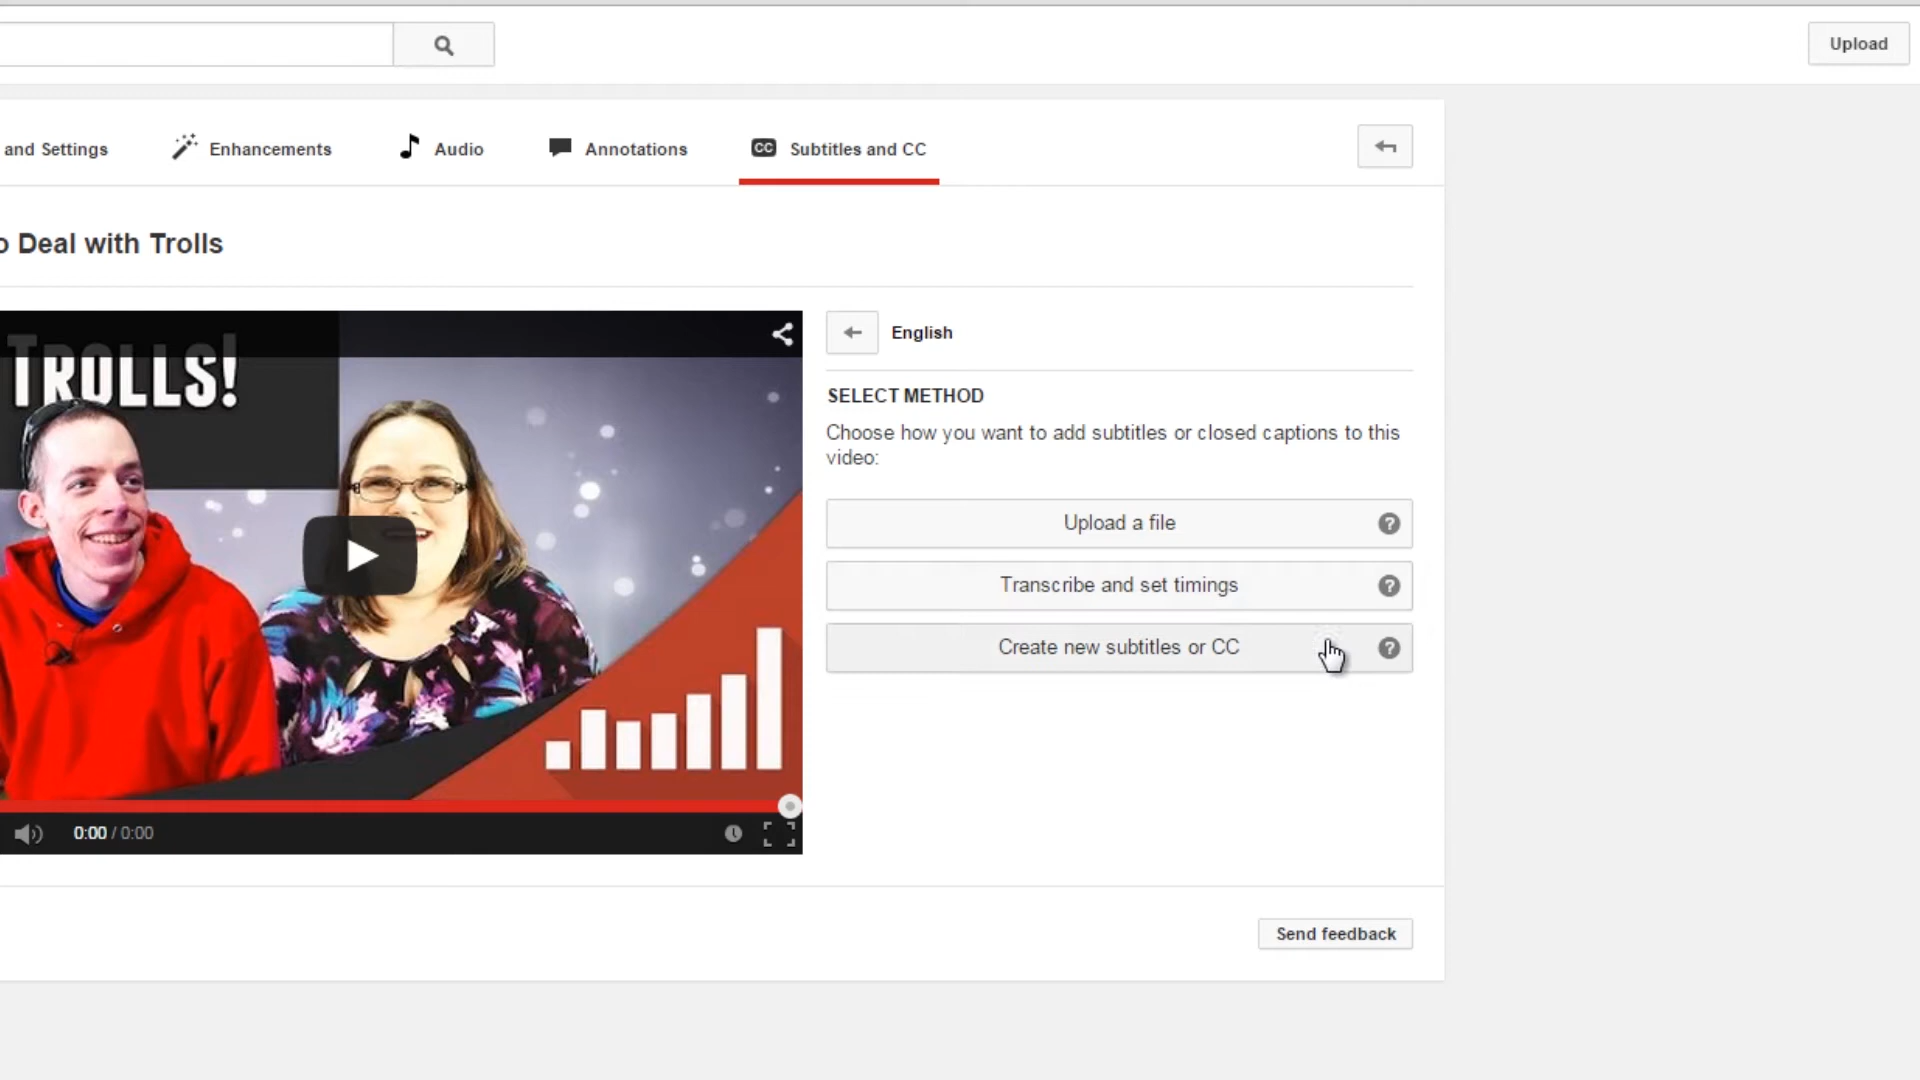 Upload
and Settings
Enhancements
Audio
CC
Subtitles and CC
Annotations
o Deal with Trolls
TROLLS!
English
SELECT METHOD
Choose how you want to add subtitles or closed captions to this
video:
Upload a file
?
Transcribe and set timings
?
Create new subtitles or CC
?
0:00 / 0:00
Send feedback